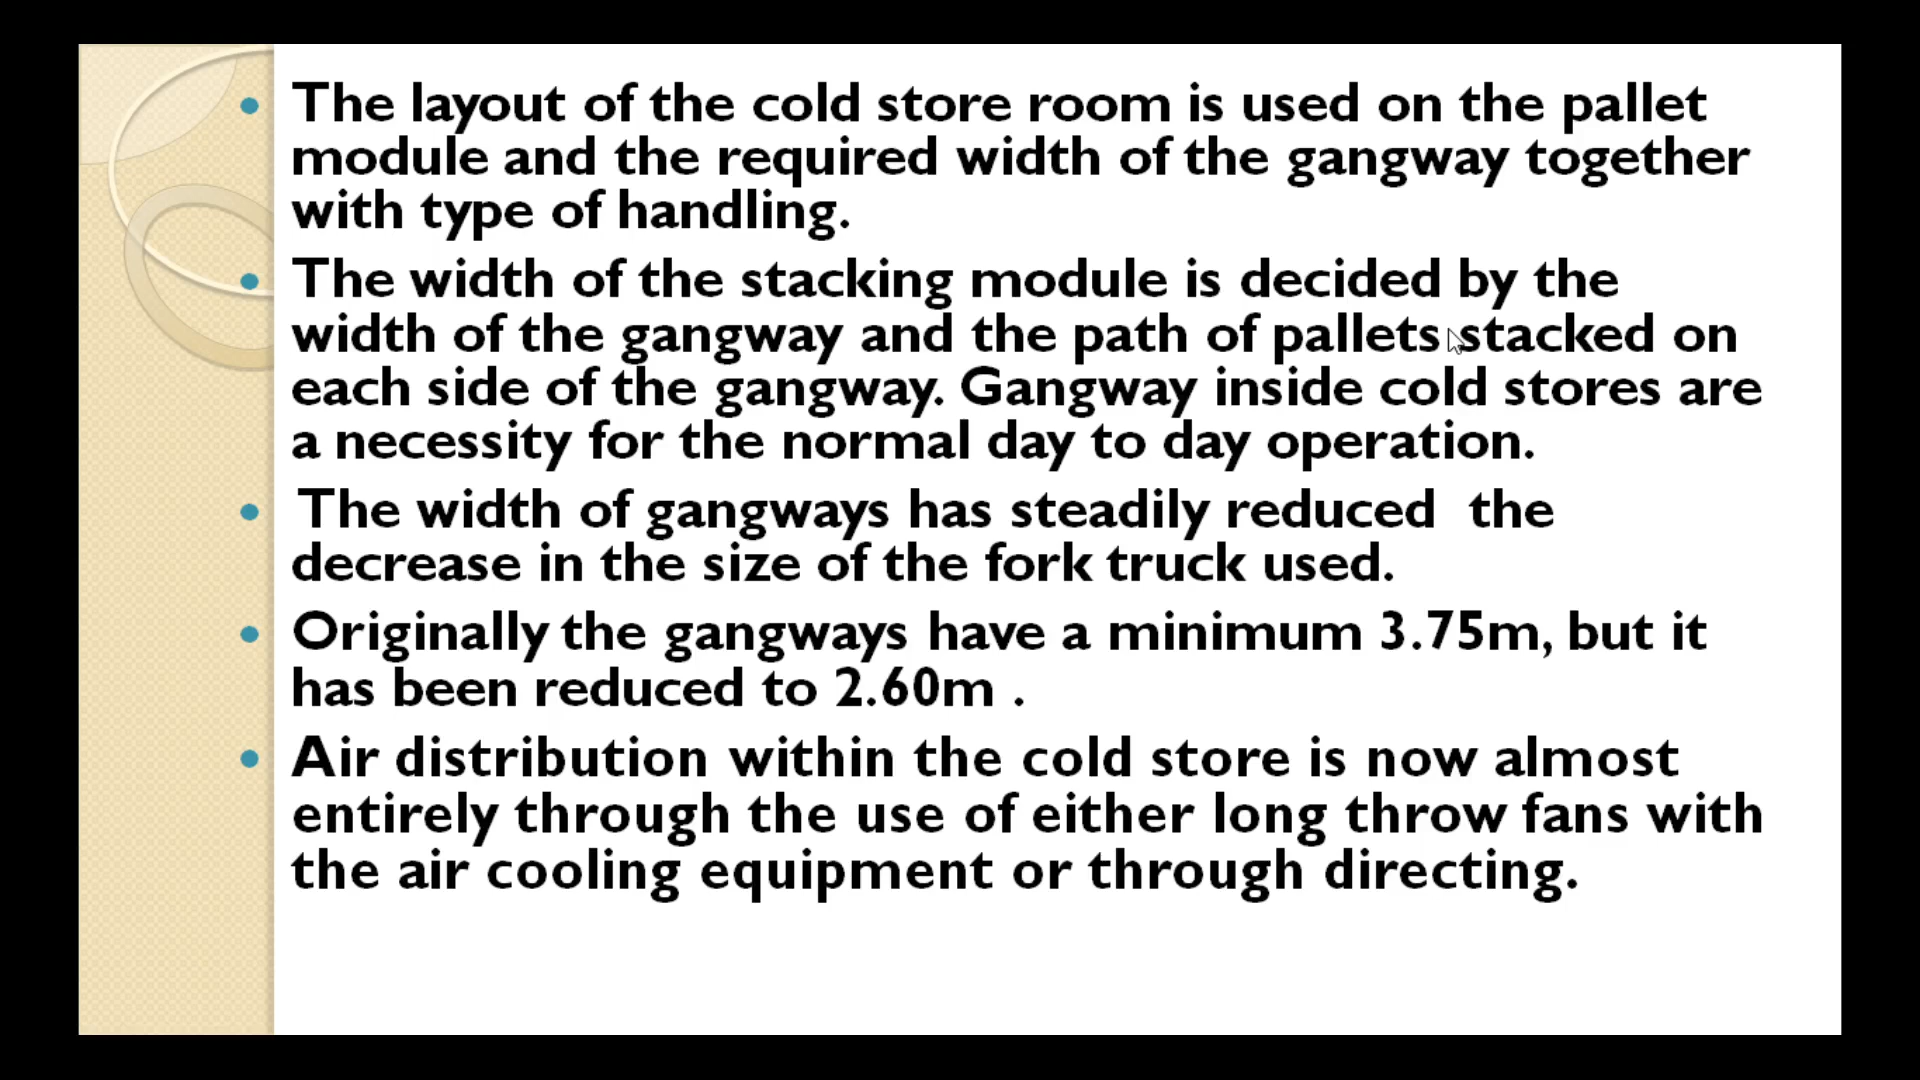 The layout of the cold store room is used on the pallet
module and the required width of the gangway together
with type of handling.
The width of the stacking module is decided by the
width of the gangway and the path of pallets stacked on
each side of the gangway. Gangway inside cold stores are
a necessity for the normal day to day operation.
The width of gangways has steadily reduced  the
decrease in the size of the fork truck used.
Originally the gangways have a minimum 3.75m, but it
has been reduced to 2.60m .
Air distribution within the cold store is now almost
entirely through the use of either long throw fans with
the air cooling equipment or through directing.